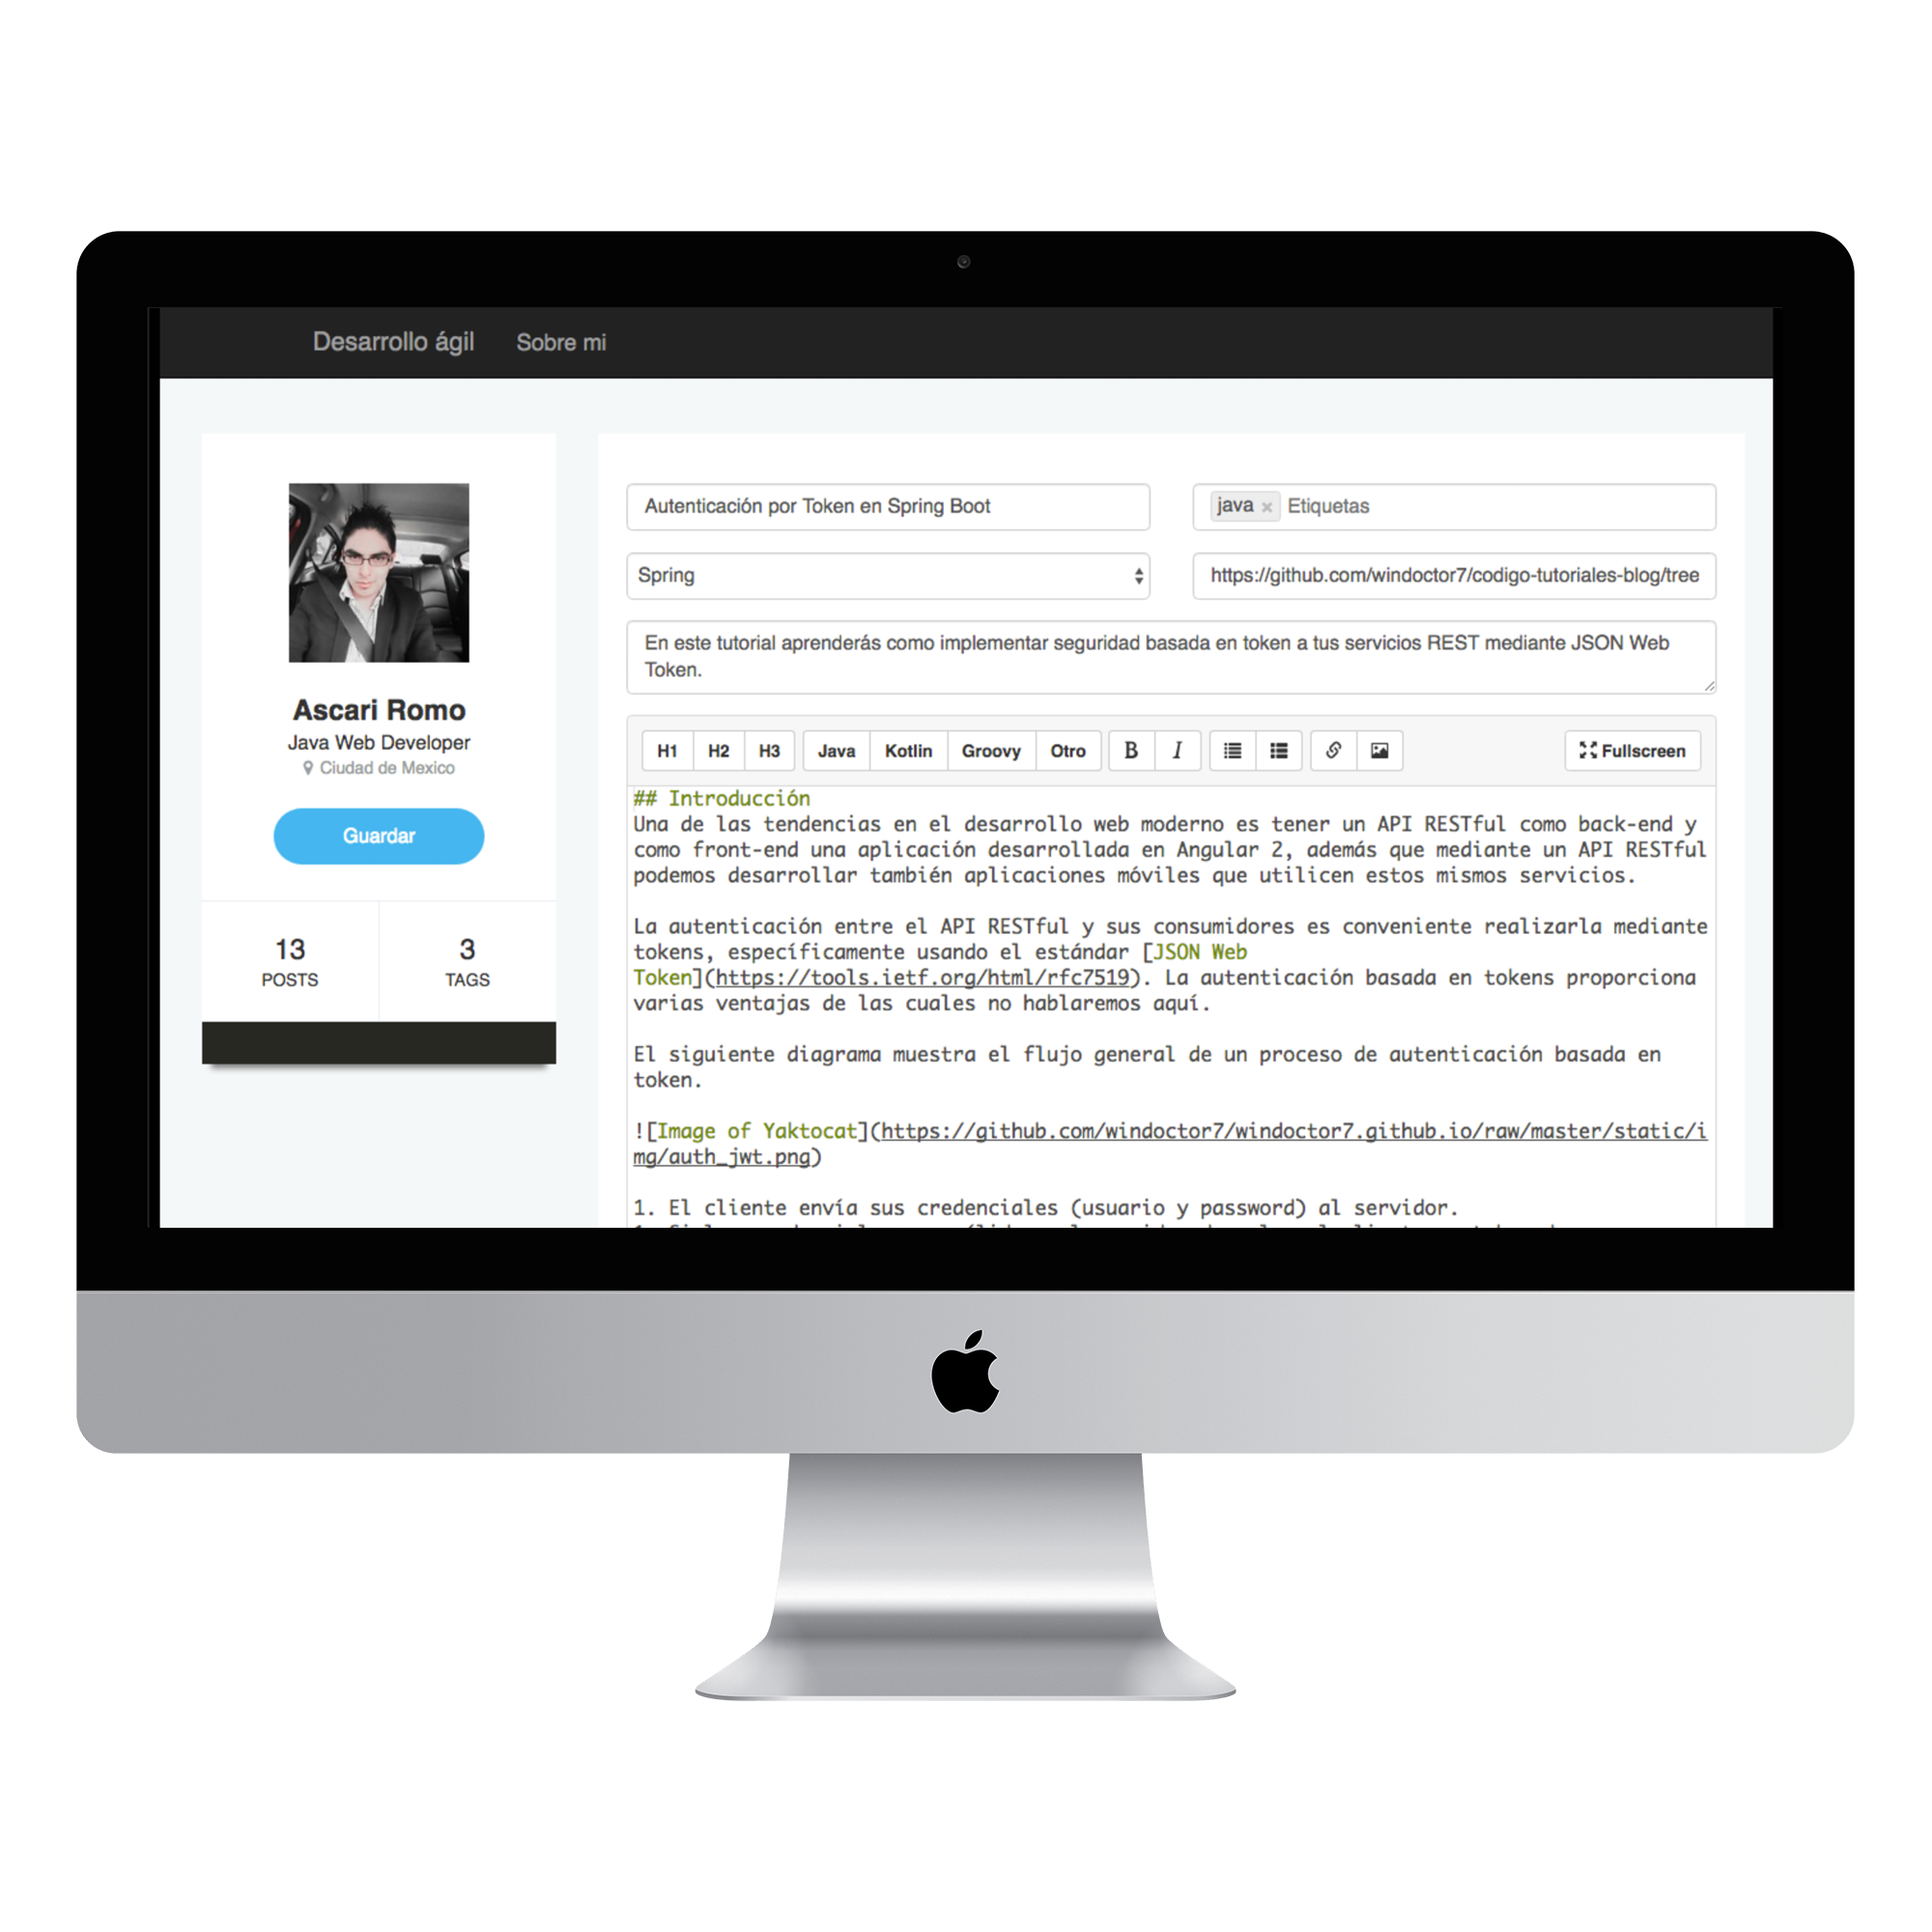 Desarrollo ágil
Sobre mi
Ascari Romo
Java Web Developer
Ciudad de Mexico
Guardar
13
POSTS
3
TAGS
Autenticación por Token en Spring Boot
java × Etiquetas
Spring
https://github.com/windoctor7/codigo-tutoriales-blog/tree
En este tutorial aprenderás como implementar seguridad basada en token a tus servicios REST mediante JSON Web
Token.
H1 H2 H3 Java Kotlin Groovy Otro B I Fullscreen
## Introducción
Una de las tendencias en el desarrollo web moderno es tener un API RESTful como back-end y
como front-end una aplicación desarrollada en Angular 2, además que mediante un API RESTful
podemos desarrollar también aplicaciones móviles que utilicen estos mismos servicios.
La autenticación entre el API RESTful y sus consumidores es conveniente realizarla mediante
tokens, específicamente usando el estándar [JSON Web
Token](https://tools.ietf.org/html/rfc7519). La autenticación basada en tokens proporciona
varias ventajas de las cuales no hablaremos aquí.
El siguiente diagrama muestra el flujo general de un proceso de autenticación basada en
token.
![Image of Yaktocat](https://github.com/windoctor7/windoctor7.github.io/raw/master/static/i
mg/auth_jwt.png)
1. El cliente envía sus credenciales (usuario y password) al servidor.